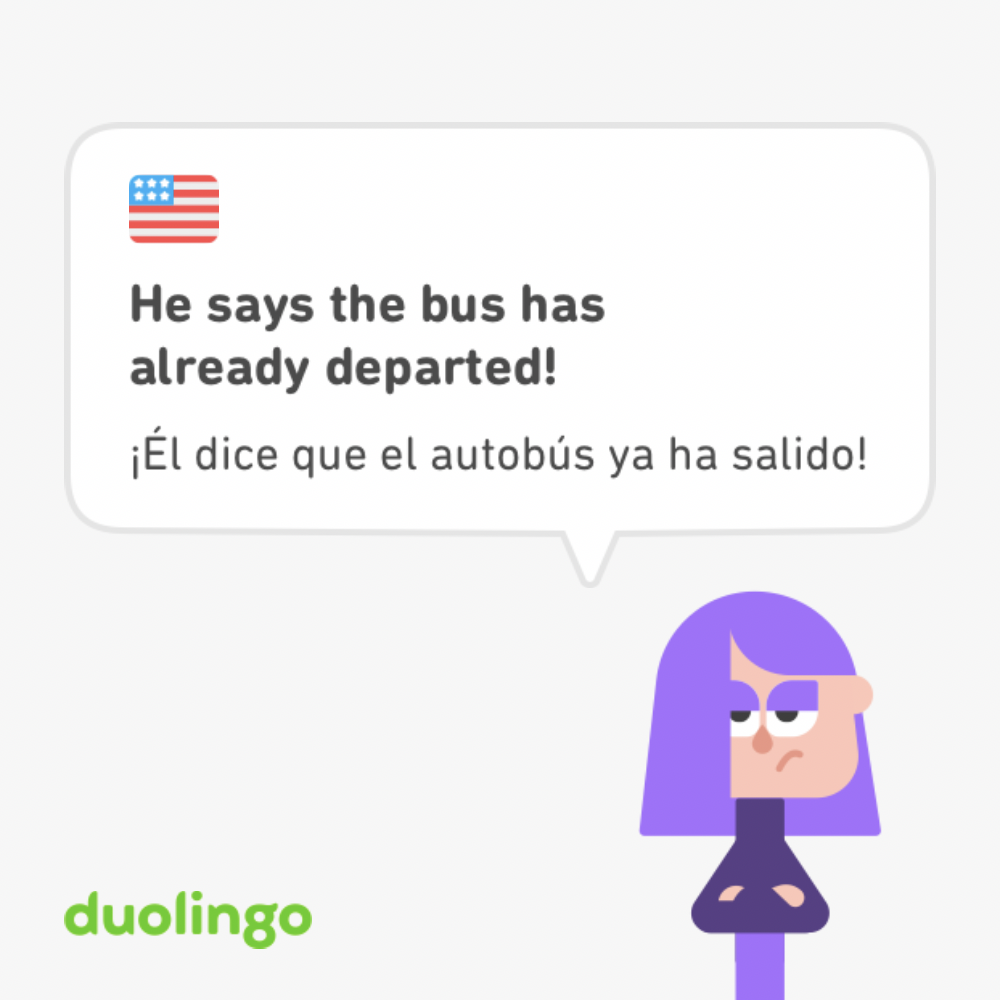 He says the bus has
already departed!
¡Él dice que el autobús ya ha salido!
duolingo